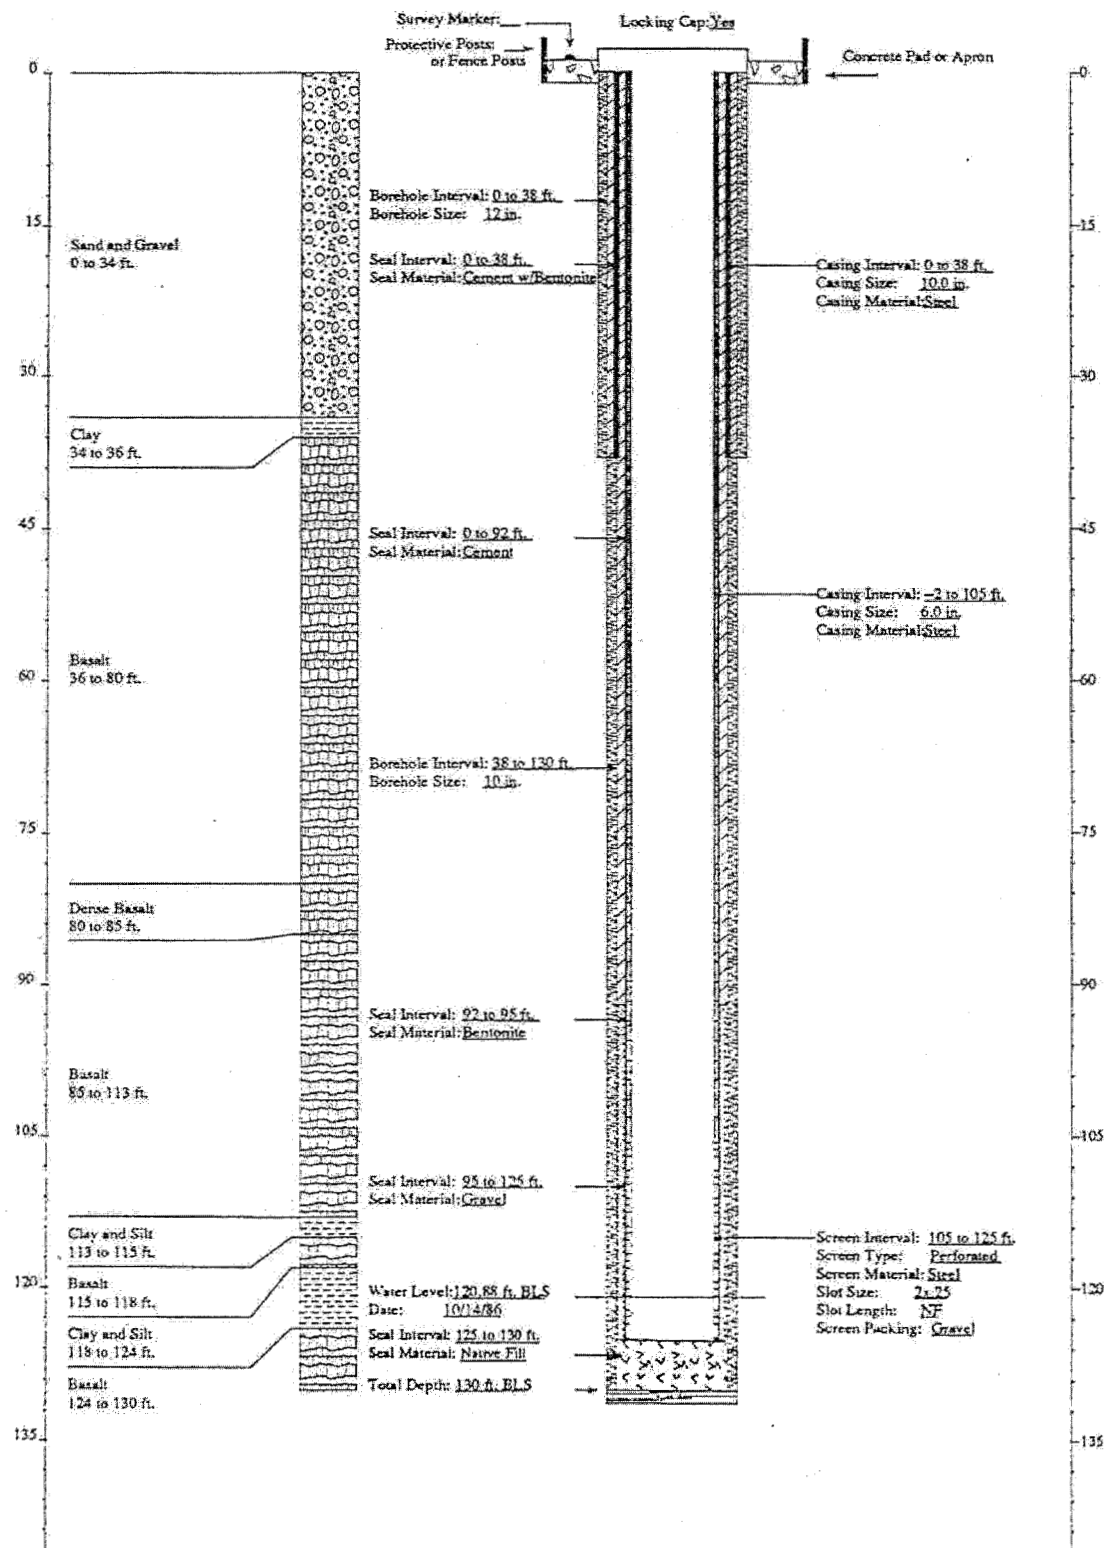 Survey Marker:
Locking Cap: Yes
Protective Posts:
or Fence Posts
Concrete Pad or Apron
0
0
Borehole Interval: 0 to 38 ft.
Borehole Size: 12 in.
15
15
Sand and Gravel
0 to 34 ft.
Seal Interval: 0 to 38 ft.
Seal Material: Cement w/Bentonite
Casing Interval: 0 to 38 ft.
Casing Size: 10.0 in.
Casing Material: Steel
30
30
Clay
34 to 36 ft.
45
45
Seal Interval: 0 to 92 ft.
Seal Material: Cement
Casing Interval: -2 to 105 ft.
Casing Size: 6.0 in.
Casing Material: Steel
Basalt
36 to 80 ft.
60
60
Borehole Interval: 38 to 130 ft.
Borehole Size: 10 in.
75
75
Dense Basalt
80 to 85 ft.
90
90
Seal Interval: 92 to 95 ft.
Seal Material: Bentonite
Basalt
85 to 113 ft.
105
105
Seal Interval: 95 to 125 ft.
Seal Material: Gravel
Clay and Silt
113 to 115 ft.
Screen Interval: 105 to 125 ft.
Screen Type: Perforated
Screen Material: Steel
Slot Size: 2x.25
Slot Length: NF
Screen Packing: Gravel
120
120
Basalt
115 to 118 ft.
Water Level: 120.88 ft. BLS
Date: 10/14/86
Clay and Silt
118 to 124 ft.
Seal Interval: 125 to 130 ft.
Seal Material: Native Fill
Basalt
124 to 130 ft.
Total Depth: 130 ft. BLS
135
135